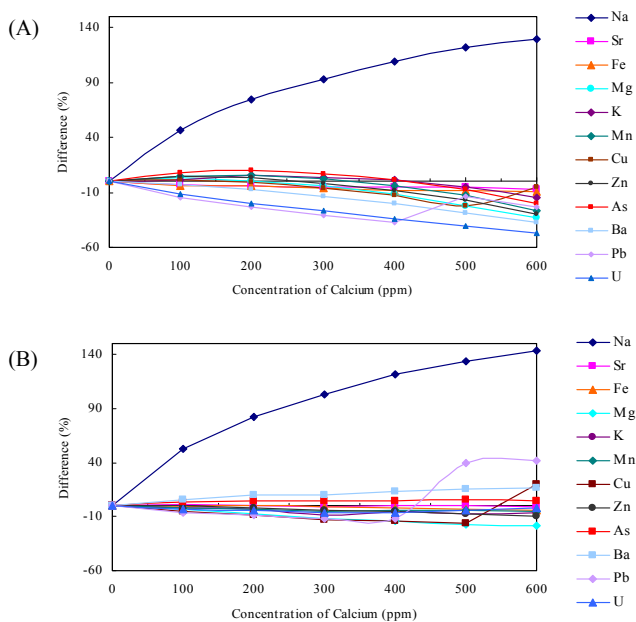 (A)
140
90
40
-10
-60
Difference (%)
0
100
200
300
400
500
600
Concentration of Calcium (ppm)
Na
Sr
Fe
Mg
K
Mn
Cu
Zn
As
Ba
Pb
U
(B)
140
90
40
-10
-60
Difference (%)
0
100
200
300
400
500
600
Concentration of Calcium (ppm)
Na
Sr
Fe
Mg
K
Mn
Cu
Zn
As
Ba
Pb
U